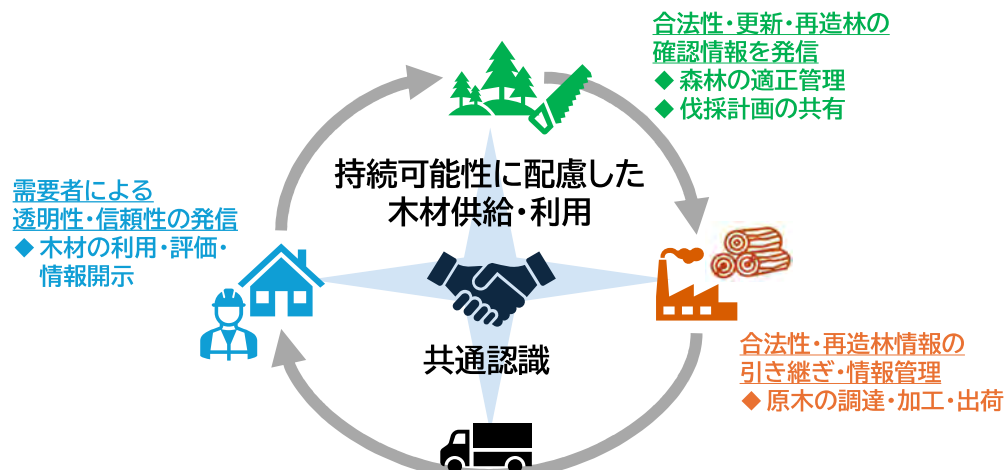 合法性・更新・再造林の
確認情報を発信
◆ 森林の適正管理
◆ 伐採計画の共有
持続可能性に配慮した
木材供給・利用
需要者による
透明性・信頼性の発信
◆ 木材の利用・評価・
情報開示
共通認識
合法性・再造林情報の
引き継ぎ・情報管理
◆ 原木の調達・加工・出荷